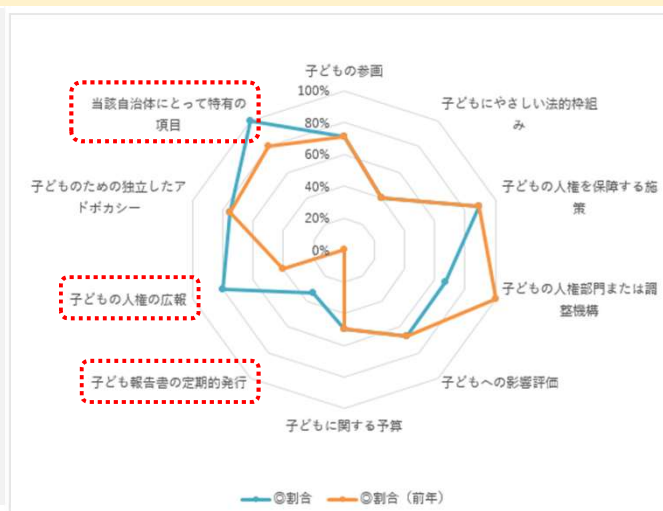 子どもの参画
100%
当該自治体にとって特有の
項目
子どもにやさしい法的枠組
み
80%
60%
子どものための独立したア
ドボカシー
子どもの人権を保障する施
策
40%
20%
0%
子どもの人権の広報
子どもの人権部門または調
整機構
子ども報告書の定期的発行
子どもへの影響評価
子どもに関する予算
◎割合
◎割合（前年）